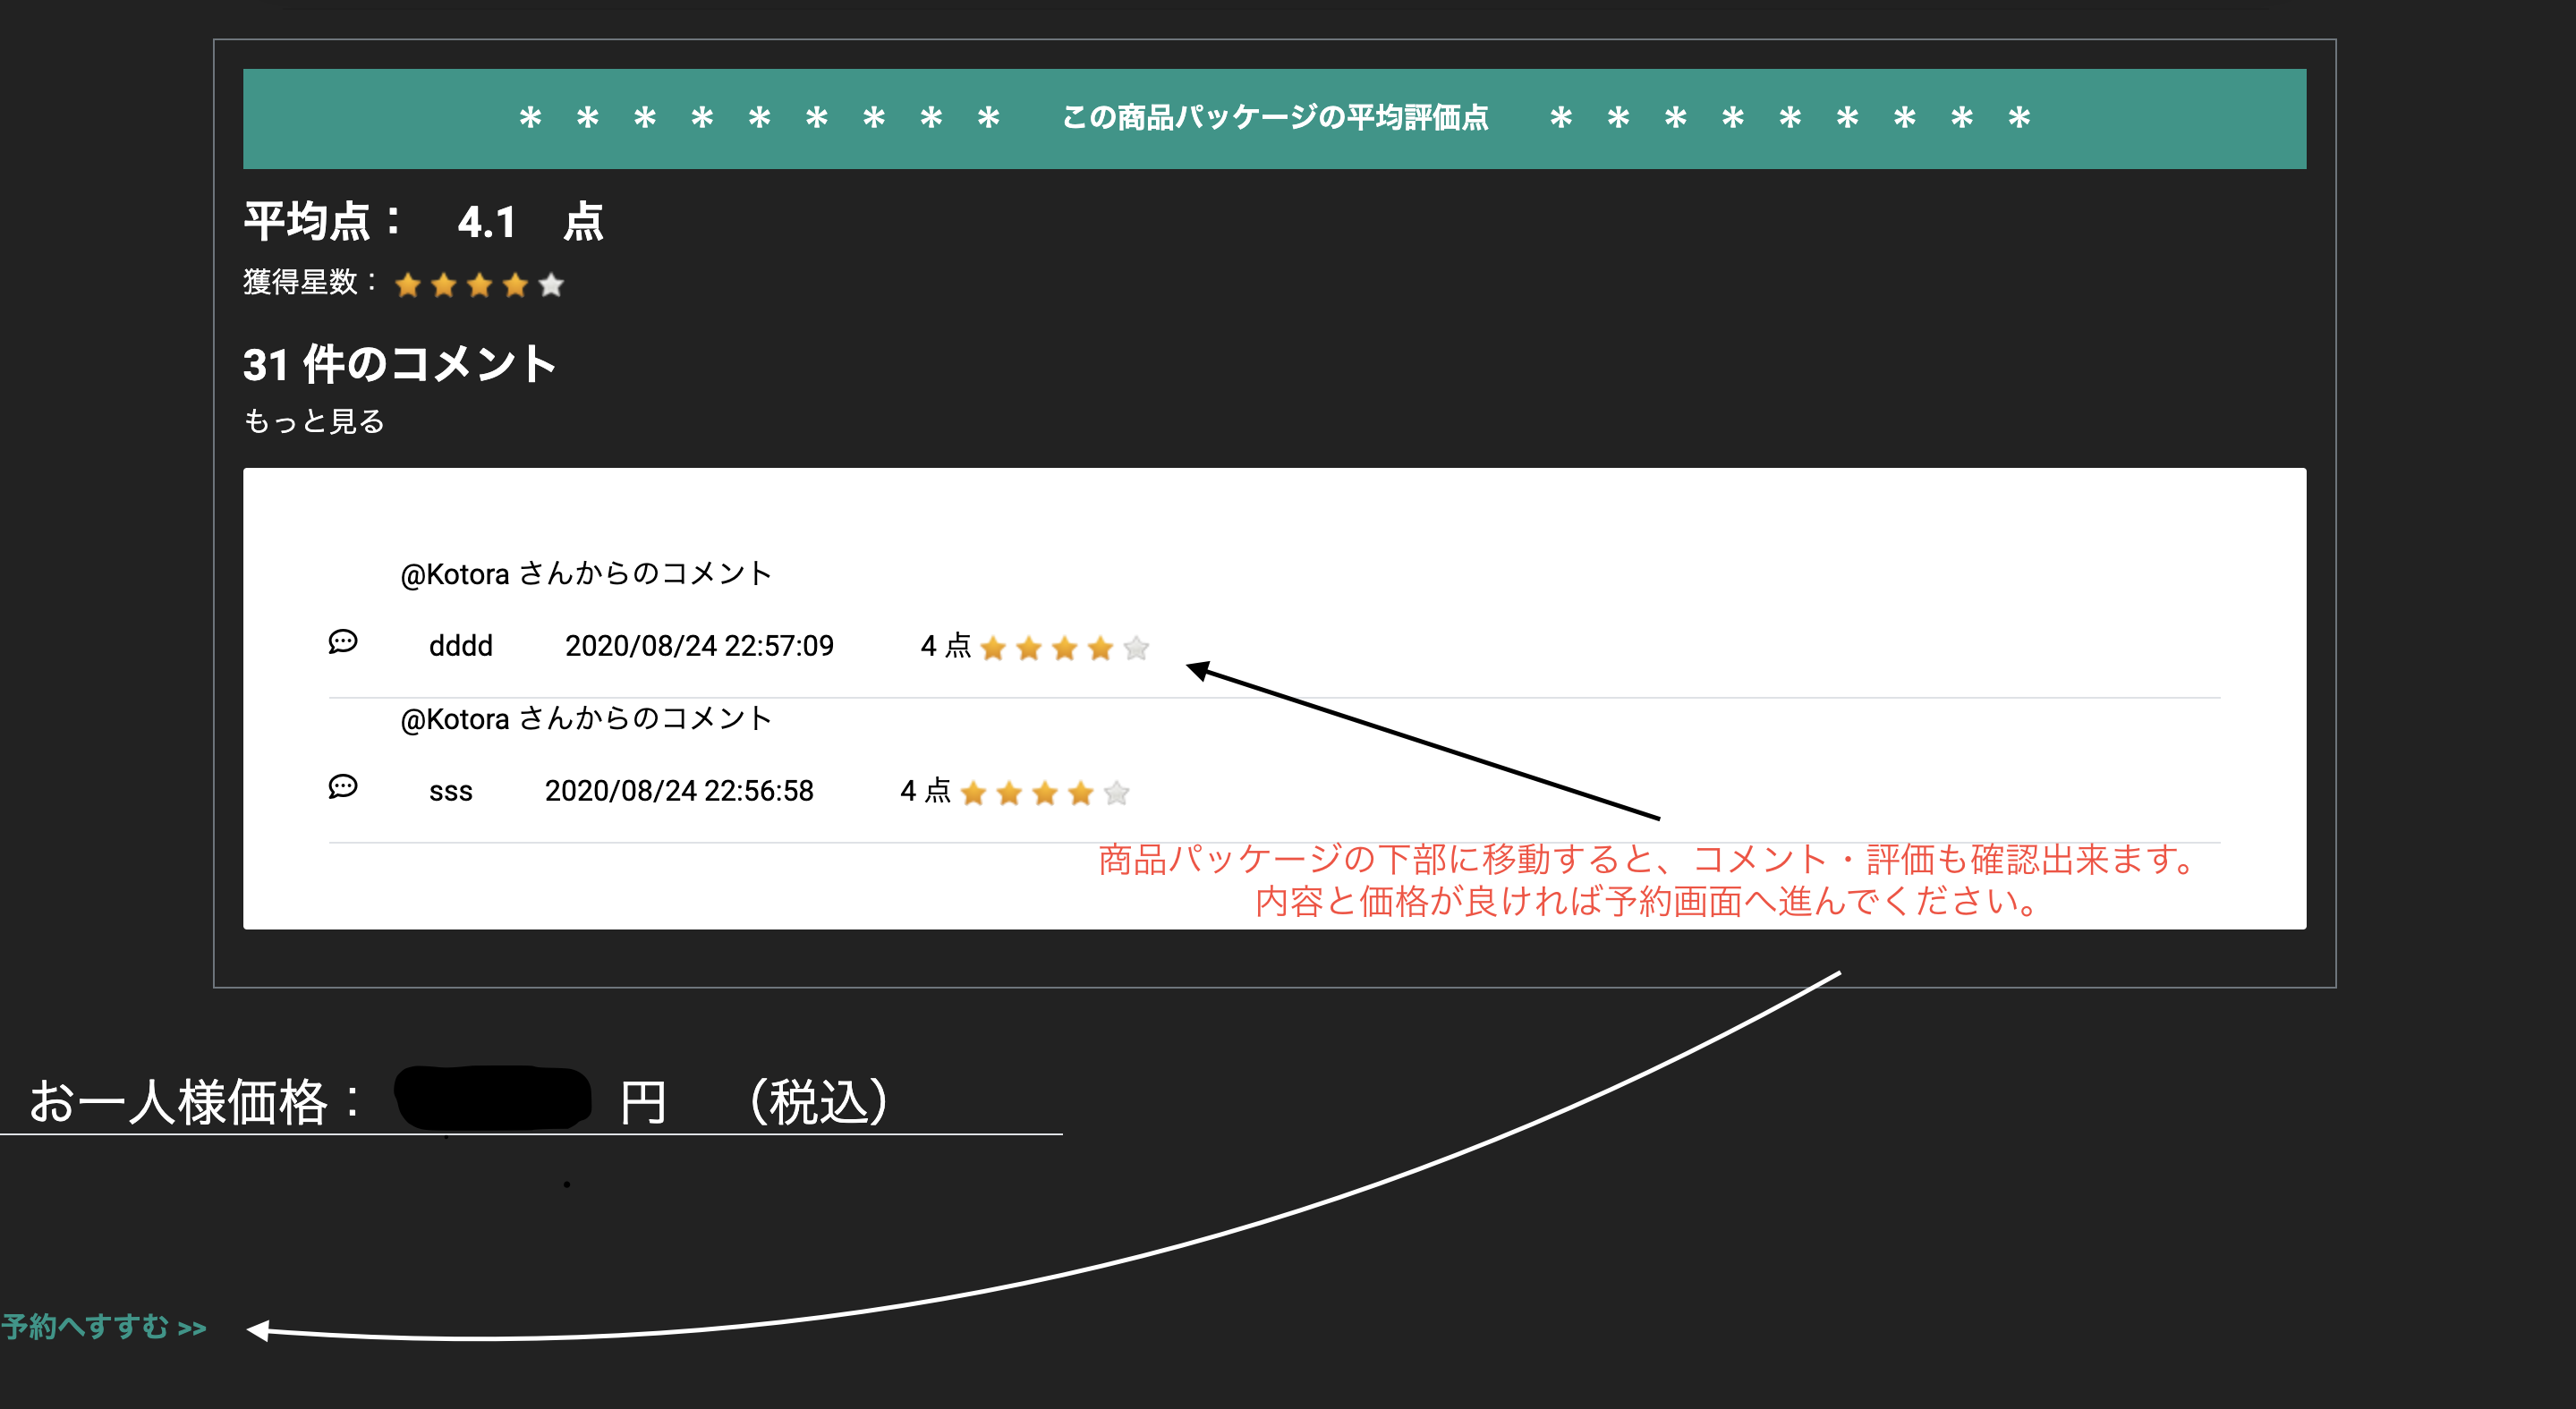 * * * * * * * * * この商品パッケージの平均評価点 * * * * * * * * *
平均点： 4.1 点
獲得星数：
31 件のコメント
もっと見る
@Kotora さんからのコメント
dddd 2020/08/24 22:57:09 4 点
@Kotora さんからのコメント
sss 2020/08/24 22:56:58 4 点
商品パッケージの下部に移動すると、コメント・評価も確認出来ます。
内容と価格が良ければ予約画面へ進んでください。
お一人様価格： 円 （税込）
予約へすすむ >>